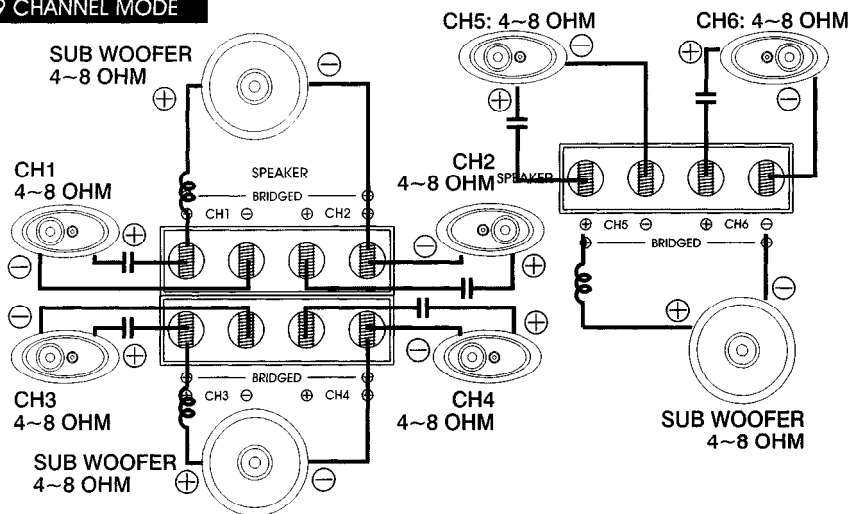 9 CHANNEL MODE
SUB WOOFER
4~8 OHM
⊕
⊖
CH1
4~8 OHM
SPEAKER
BRIDGED
⊕ CH1 ⊖ ⊕ CH2 ⊕
CH2
4~8 OHM
⊖ ⊕ ⊖ ⊕
⊖ ⊕ ⊖ ⊕
CH3
4~8 OHM
BRIDGED
⊕ CH3 ⊖ ⊕ CH4 ⊕
CH4
4~8 OHM
SUB WOOFER
4~8 OHM
⊕
⊖
CH5: 4~8 OHM
CH6: 4~8 OHM
⊖ ⊕
⊕ ⊖
SPEAKER
⊕ CH5 ⊖ ⊕ CH6 ⊖
⊕ BRIDGED ⊖
⊕ ⊖
SUB WOOFER
4~8 OHM